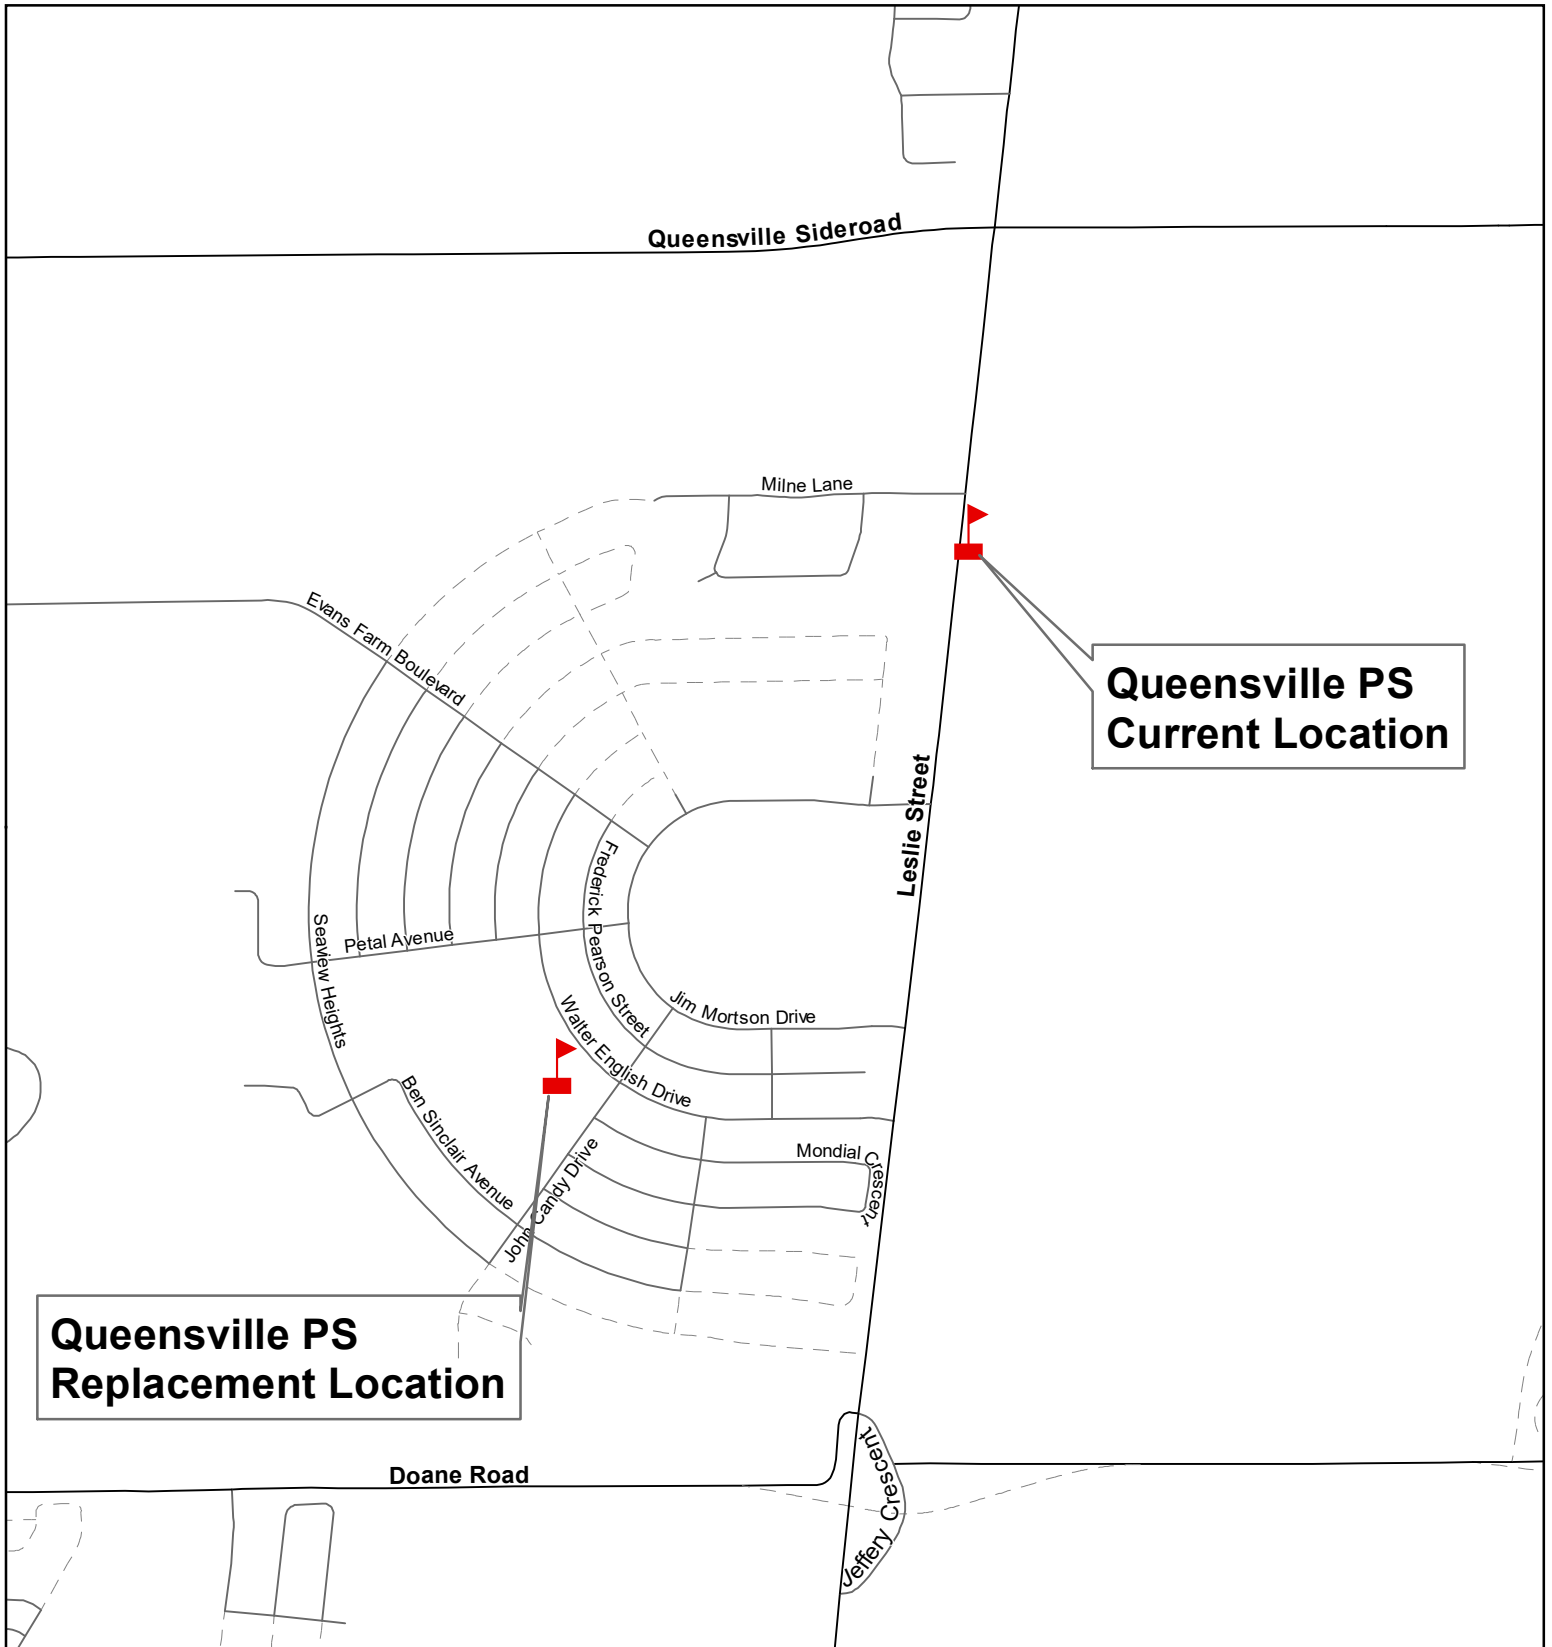 Queensville Sideroad
Milne Lane
Evans Farm Boulevard
Queensville PS
Current Location
Leslie Street
Frederick Pearson Street
Seaview Heights
Petal Avenue
Jim Mortson Drive
Walter English Drive
Ben Sinclair Avenue
John Candy Drive
Mondial Crescent
Queensville PS
Replacement Location
Doane Road
Jeffery Crescent